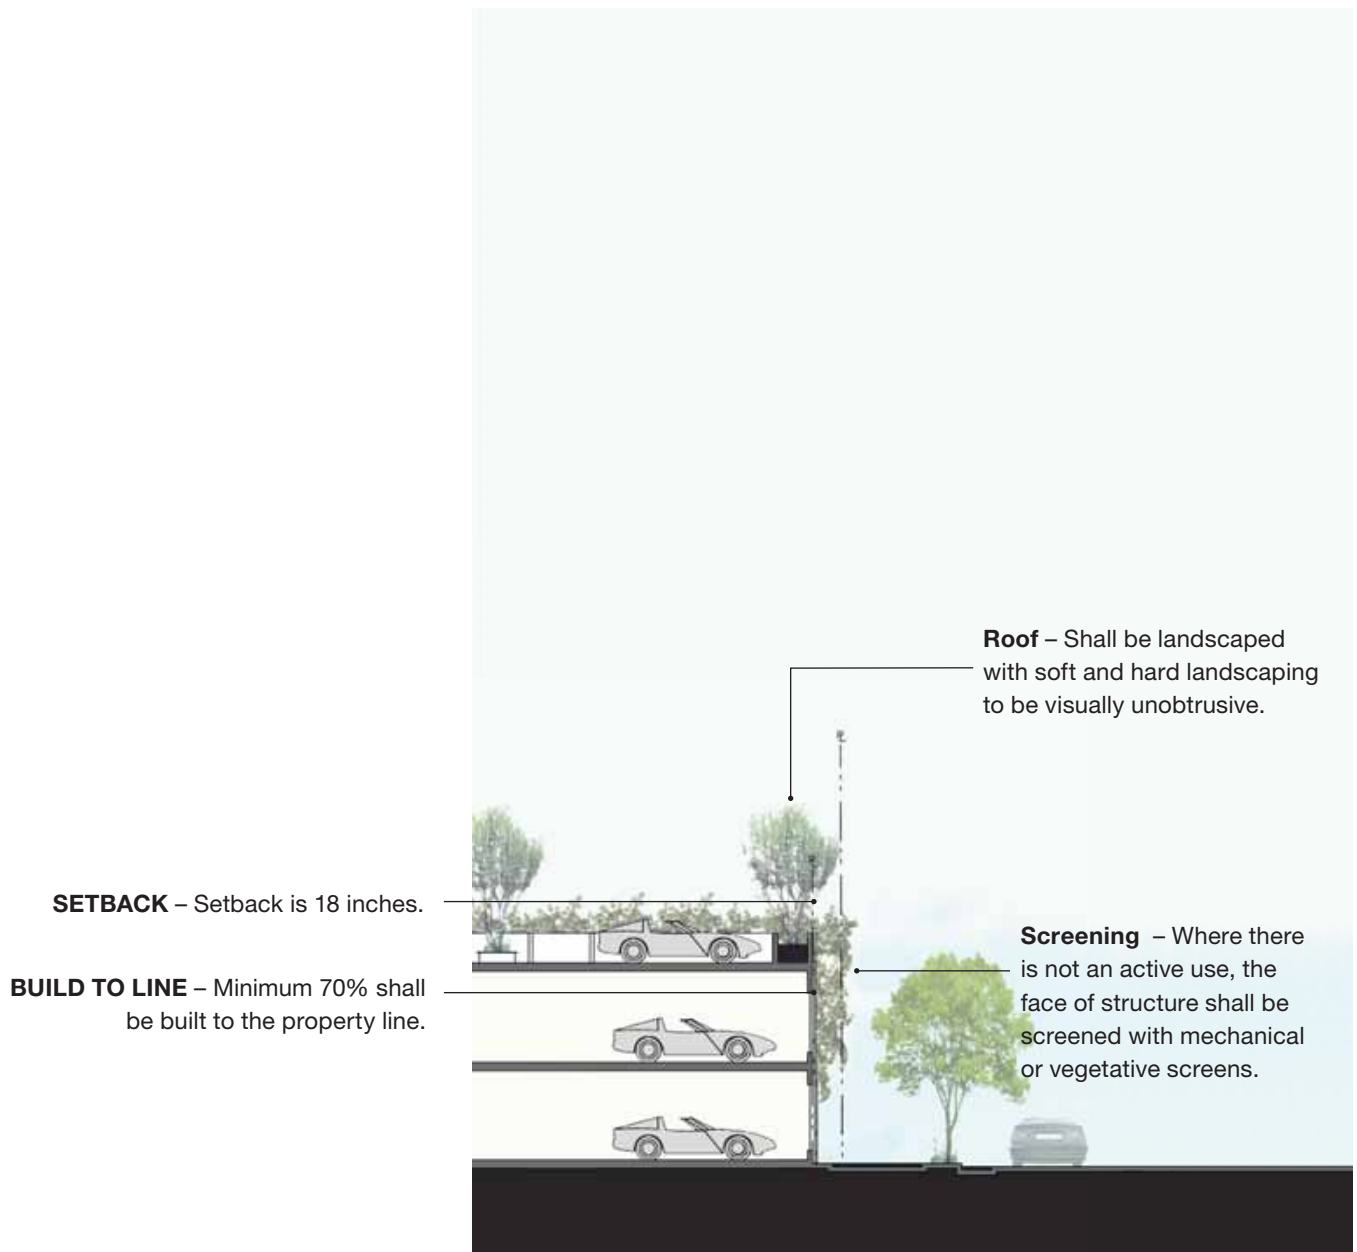 Roof – Shall be landscaped
with soft and hard landscaping
to be visually unobtrusive.
SETBACK – Setback is 18 inches.
BUILD TO LINE – Minimum 70% shall
be built to the property line.
Screening – Where there
is not an active use, the
face of structure shall be
screened with mechanical
or vegetative screens.